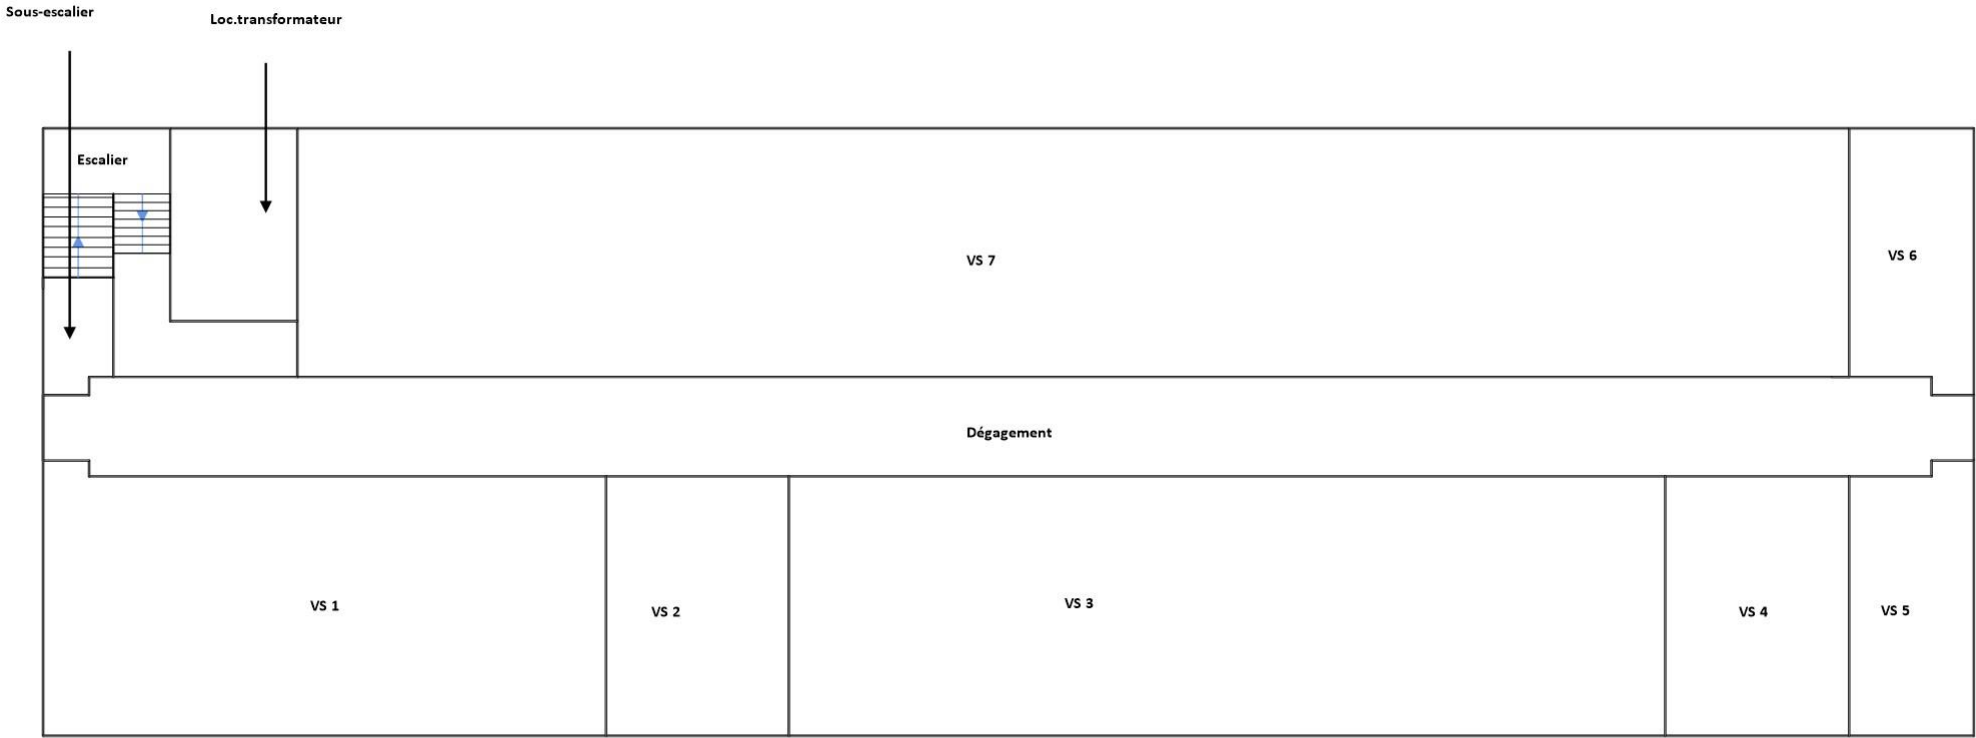 Sous-escalier
Loc.transformateur
Escalier
VS 7
VS 6
Dégagement
VS 1
VS 2
VS 3
VS 4
VS 5